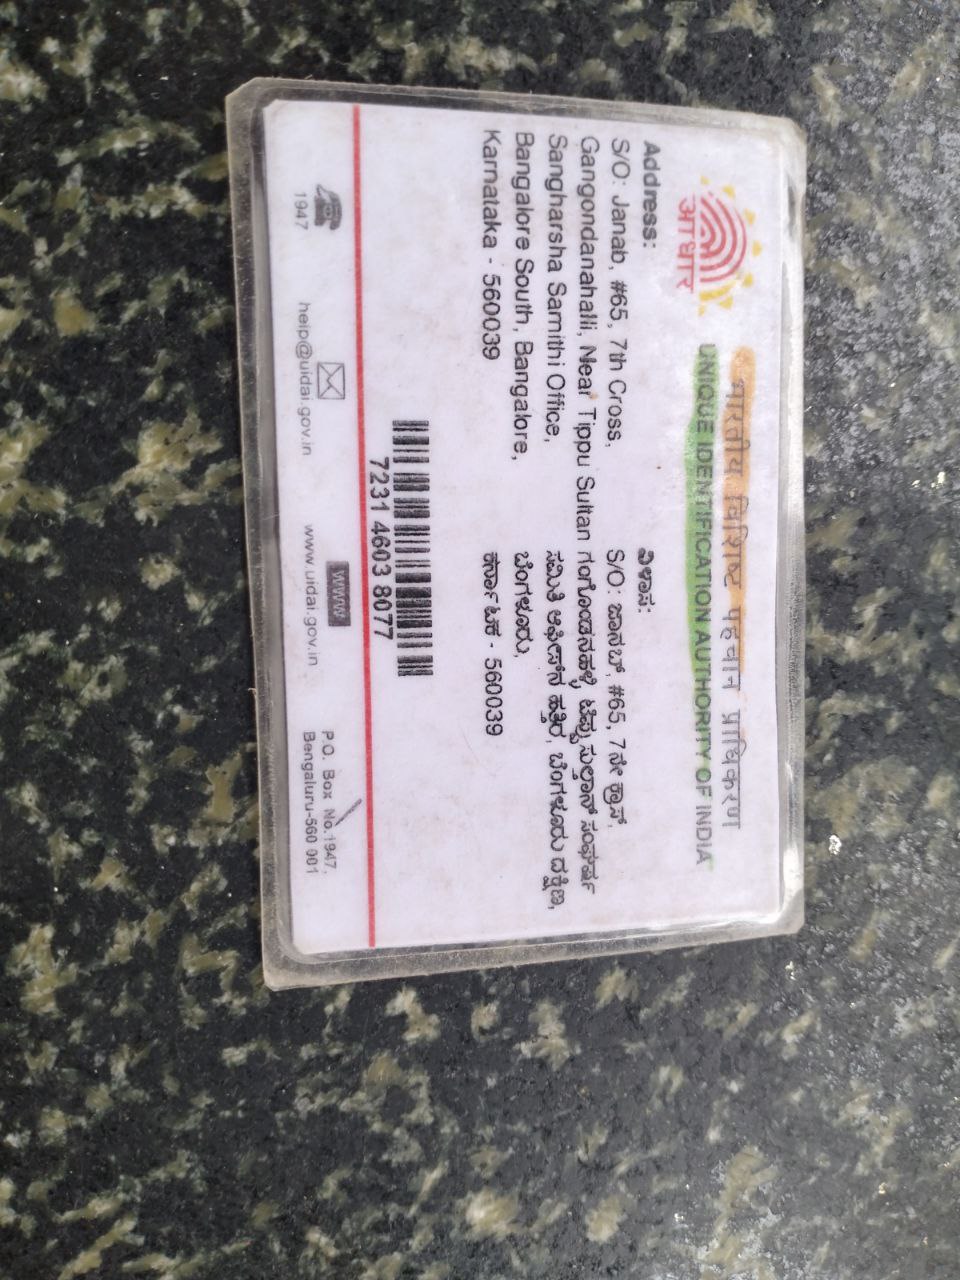 भारतीय विशिष्ट पहचान प्राधिकरण
UNIQUE IDENTIFICATION AUTHORITY OF INDIA
आधार
Address:
S/O: Janab, #65, 7th Cross,
Gangondanahalli, Near Tippu Sultan
Sangharsha Samithi Office,
Bangalore South, Bangalore,
Karnataka - 560039
ವಿಳಾಸ:
S/O: ಜಾನಬ್, #65, 7ನೇ ಕ್ರಾಸ್,
ಗಂಗೊಂಡನಹಳ್ಳಿ, ಟಿಪ್ಪು ಸುಲ್ತಾನ್ ಸಂಘರ್ಷ
ಸಮಿತಿ ಆಫೀಸ್‌ನ ಹತ್ತಿರ, ಬೆಂಗಳೂರು ದಕ್ಷಿಣ,
ಬೆಂಗಳೂರು,
ಕರ್ನಾಟಕ - 560039
7231 4603 8077
1947
help@uidai.gov.in
WWW
www.uidai.gov.in
P.O. Box No.1947,
Bengaluru-560 001